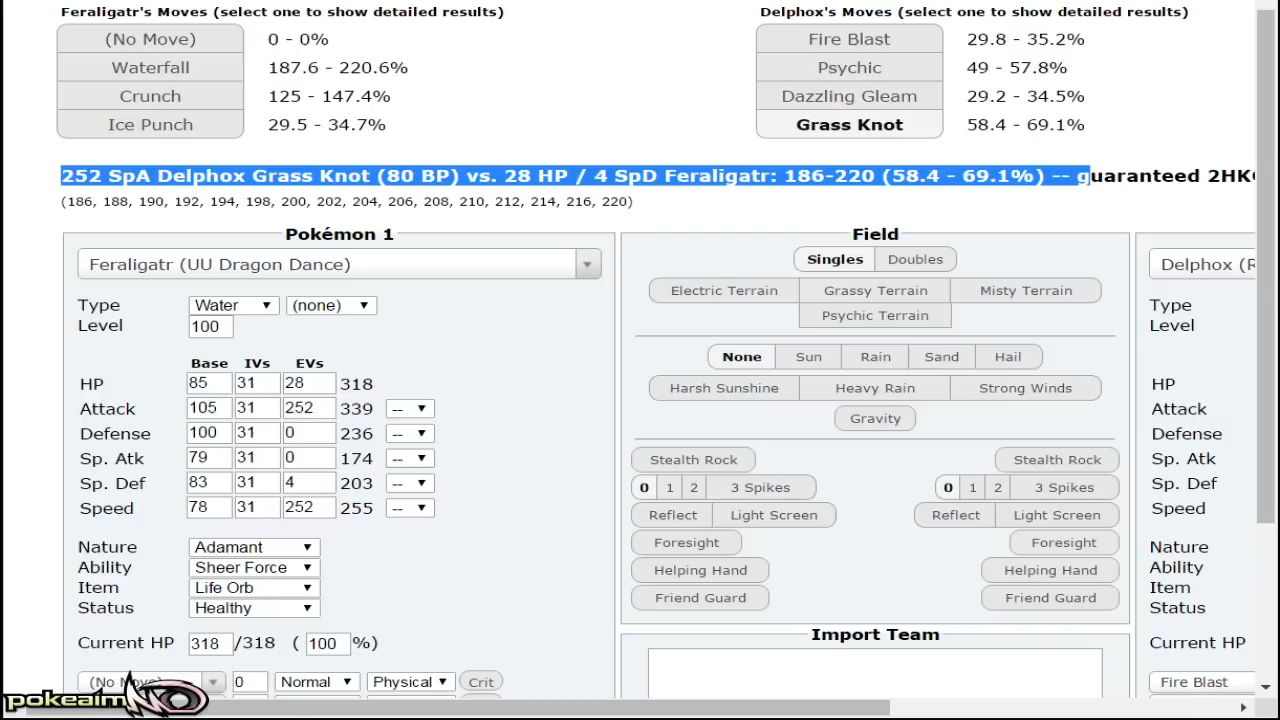 Feraligatr's Moves (select one to show detailed results)
Delphox's Moves (select one to show detailed results)
(No Move) 0 - 0%
Fire Blast 29.8 - 35.2%
Waterfall 187.6 - 220.6%
Psychic 49 - 57.8%
Crunch 125 - 147.4%
Dazzling Gleam 29.2 - 34.5%
Ice Punch 29.5 - 34.7%
Grass Knot 58.4 - 69.1%
252 SpA Delphox Grass Knot (80 BP) vs. 28 HP / 4 SpD Feraligatr: 186-220 (58.4 - 69.1%) -- guaranteed 2HKO
(186, 188, 190, 192, 194, 198, 200, 202, 204, 206, 208, 210, 212, 214, 216, 220)
Pokémon 1
Feraligatr (UU Dragon Dance)
Type Water (none)
Level 100
Base IVs EVs
HP 85 31 28 318
Attack 105 31 252 339 --
Defense 100 31 0 236 --
Sp. Atk 79 31 0 174 --
Sp. Def 83 31 4 203 --
Speed 78 31 252 255 --
Nature Adamant
Ability Sheer Force
Item Life Orb
Status Healthy
Current HP 318 /318 ( 100 %)
(No Move) 0 Normal Physical Crit
pokeaimMD
Field
Singles Doubles
Electric Terrain Grassy Terrain Misty Terrain
Psychic Terrain
None Sun Rain Sand Hail
Harsh Sunshine Heavy Rain Strong Winds
Gravity
Stealth Rock Stealth Rock
0 1 2 3 Spikes 0 1 2 3 Spikes
Reflect Light Screen Reflect Light Screen
Foresight Foresight
Helping Hand Helping Hand
Friend Guard Friend Guard
Import Team
Delphox (R
Type
Level
HP
Attack
Defense
Sp. Atk
Sp. Def
Speed
Nature
Ability
Item
Status
Current HP
Fire Blast